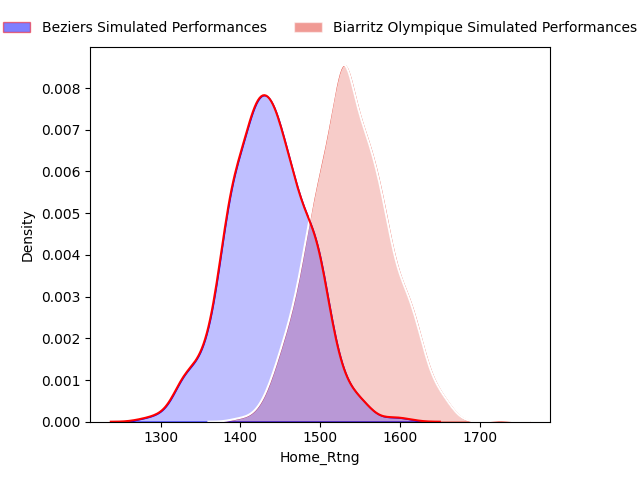 Beziers Simulated Performances Biarritz Olympique Simulated Performances
0.008
0.007
0.006
0.005
0.004
0.003
0.002
0.001
0.000
Density
1300 1400 1500 1600 1700
Home_Rtng